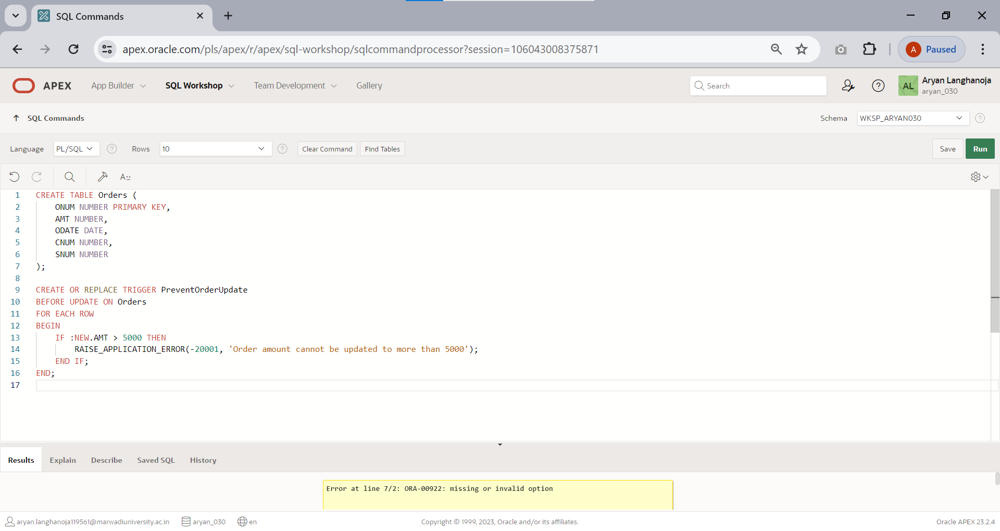 SQL Commands
apex.oracle.com/pls/apex/r/apex/sql-workshop/sqlcommandprocessor?session=106043008375871
A Paused
APEX App Builder SQL Workshop Team Development Gallery
Search
AL Aryan Langhanoja
aryan_030
SQL Commands
Schema WKSP_ARYAN030
Language PL/SQL Rows 10 Clear Command Find Tables Save Run
A::
1 CREATE TABLE Orders (
2 ONUM NUMBER PRIMARY KEY,
3 AMT NUMBER,
4 ODATE DATE,
5 CNUM NUMBER,
6 SNUM NUMBER
7 );
8
9 CREATE OR REPLACE TRIGGER PreventOrderUpdate
10 BEFORE UPDATE ON Orders
11 FOR EACH ROW
12 BEGIN
13 IF :NEW.AMT > 5000 THEN
14 RAISE_APPLICATION_ERROR(-20001, 'Order amount cannot be updated to more than 5000');
15 END IF;
16 END;
17
Results Explain Describe Saved SQL History
Error at line 7/2: ORA-00922: missing or invalid option
aryan.langhanoja119561@marwadiuniversity.ac.in aryan_030 en
Copyright © 1999, 2023, Oracle and/or its affiliates.
Oracle APEX 23.2.4